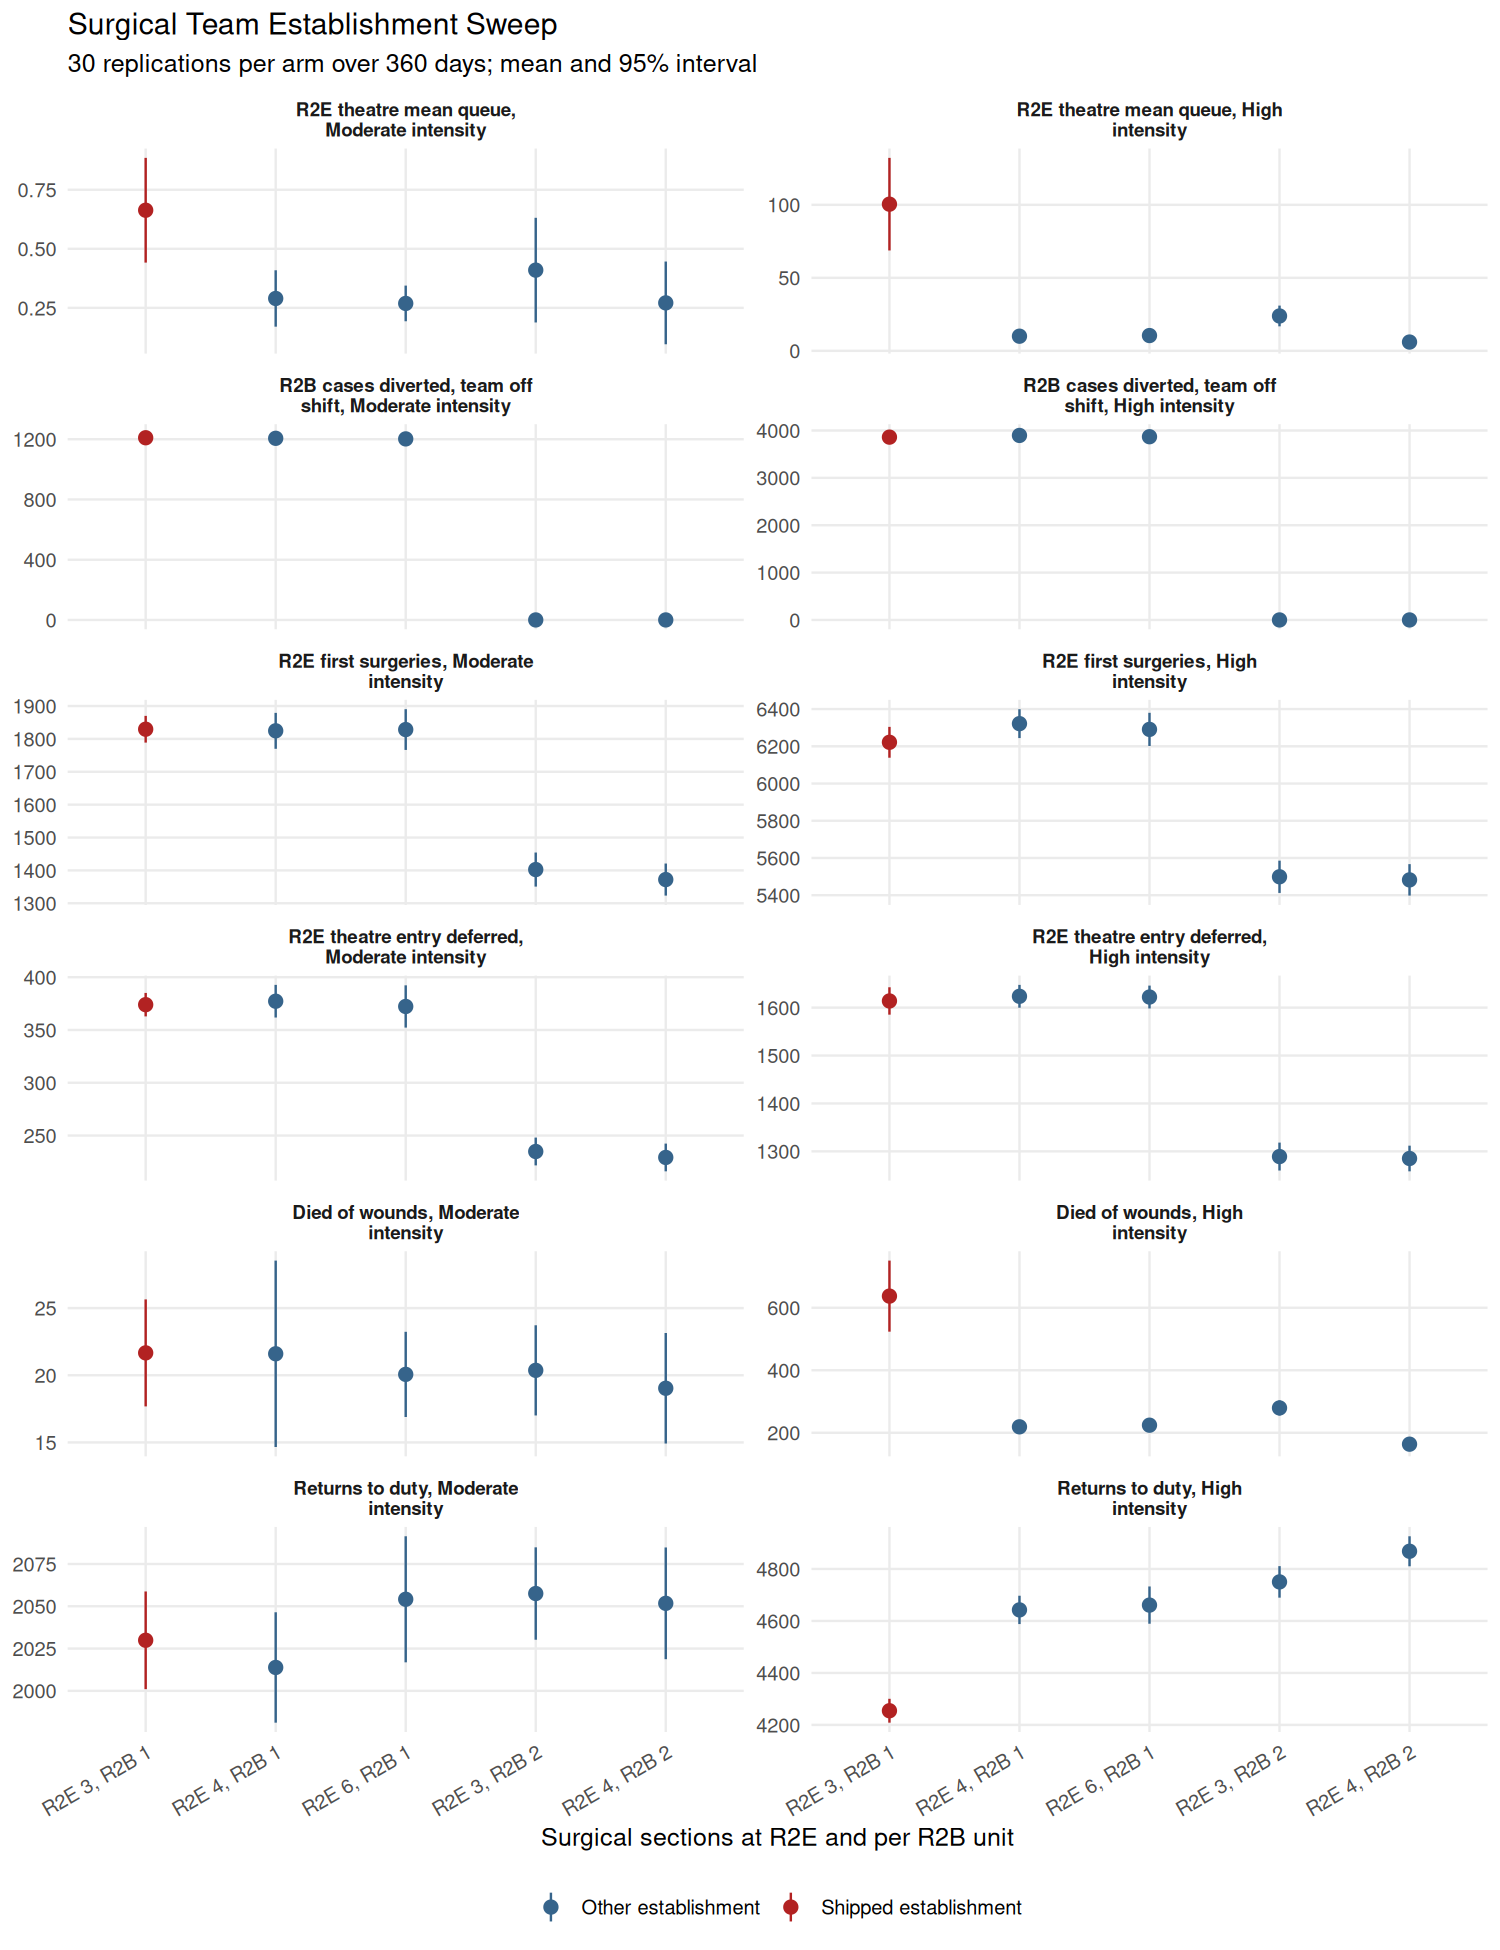 Surgical Team Establishment Sweep
30 replications per arm over 360 days; mean and 95% interval
R2E theatre mean queue,
Moderate intensity
0.75
0.50
0.25
R2E theatre mean queue, High
intensity
100
50
0
R2B cases diverted, team off
shift, Moderate intensity
1200
800
400
0
R2B cases diverted, team off
shift, High intensity
4000
3000
2000
1000
0
R2E first surgeries, Moderate
intensity
1900
1800
1700
1600
1500
1400
1300
R2E first surgeries, High
intensity
6400
6200
6000
5800
5600
5400
R2E theatre entry deferred,
Moderate intensity
400
350
300
250
R2E theatre entry deferred,
High intensity
1600
1500
1400
1300
Died of wounds, Moderate
intensity
25
20
15
Died of wounds, High
intensity
600
400
200
Returns to duty, Moderate
intensity
2075
2050
2025
2000
Returns to duty, High
intensity
4800
4600
4400
4200
R2E 3, R2B 1
R2E 4, R2B 1
R2E 6, R2B 1
R2E 3, R2B 2
R2E 4, R2B 2
R2E 3, R2B 1
R2E 4, R2B 1
R2E 6, R2B 1
R2E 3, R2B 2
R2E 4, R2B 2
Surgical sections at R2E and per R2B unit
Other establishment
Shipped establishment